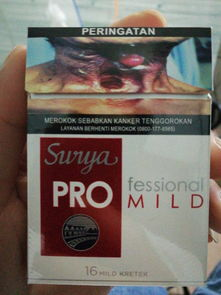 PERINGATAN
MEROKOK SEBABKAN KANKER TENGGOROKAN
LAYANAN BERHENTI MEROKOK (0800-177-6565)
Surya
PRO fessional
MILD
16 MILD KRETEK